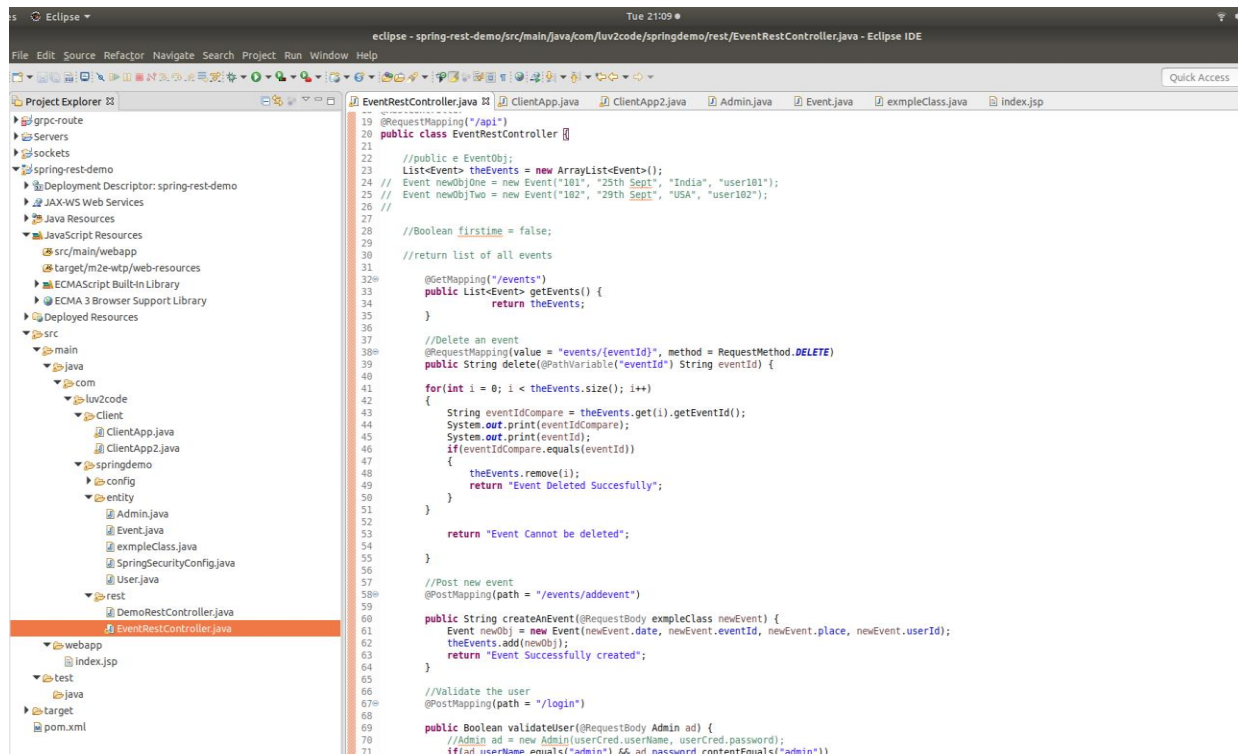 es Eclipse
Tue 21:09
eclipse - spring-rest-demo/src/main/java/com/luv2code/springdemo/rest/EventRestController.java - Eclipse IDE
File Edit Source Refactor Navigate Search Project Run Window Help
Quick Access
Project Explorer
EventRestController.java ClientApp.java ClientApp2.java Admin.java Event.java exmpleClass.java index.jsp
grpc-route
Servers
sockets
spring-rest-demo
Deployment Descriptor: spring-rest-demo
JAX-WS Web Services
Java Resources
JavaScript Resources
src/main/webapp
target/m2e-wtp/web-resources
ECMAScript Built-In Library
ECMA 3 Browser Support Library
Deployed Resources
src
main
java
com
luv2code
Client
ClientApp.java
ClientApp2.java
springdemo
config
entity
Admin.java
Event.java
exmpleClass.java
SpringSecurityConfig.java
User.java
rest
DemoRestController.java
EventRestController.java
webapp
index.jsp
test
java
target
pom.xml
19 @RequestMapping("/api")
20 public class EventRestController {
21
22 //public e EventObj;
23 List<Event> theEvents = new ArrayList<Event>();
24 // Event newObjOne = new Event("101", "25th Sept", "India", "user101");
25 // Event newObjTwo = new Event("102", "29th Sept", "USA", "user102");
26 //
27
28 //Boolean firstime = false;
29
30 //return list of all events
31
32 @GetMapping("/events")
33 public List<Event> getEvents() {
34 return theEvents;
35 }
36
37 //Delete an event
38 @RequestMapping(value = "events/{eventId}", method = RequestMethod.DELETE)
39 public String delete(@PathVariable("eventId") String eventId) {
40
41 for(int i = 0; i < theEvents.size(); i++)
42 {
43 String eventIdCompare = theEvents.get(i).getEventId();
44 System.out.print(eventIdCompare);
45 System.out.print(eventId);
46 if(eventIdCompare.equals(eventId))
47 {
48 theEvents.remove(i);
49 return "Event Deleted Succesfully";
50 }
51 }
52
53 return "Event Cannot be deleted";
54
55 }
56
57 //Post new event
58 @PostMapping(path = "/events/addevent")
59
60 public String createAnEvent(@RequestBody exmpleClass newEvent) {
61 Event newObj = new Event(newEvent.date, newEvent.eventId, newEvent.place, newEvent.userId);
62 theEvents.add(newObj);
63 return "Event Successfully created";
64 }
65
66 //Validate the user
67 @PostMapping(path = "/login")
68
69 public Boolean validateUser(@RequestBody Admin ad) {
70 //Admin ad = new Admin(userCred.userName, userCred.password);
71 if(ad.userName.equals("admin") && ad.password.contentEquals("admin"))